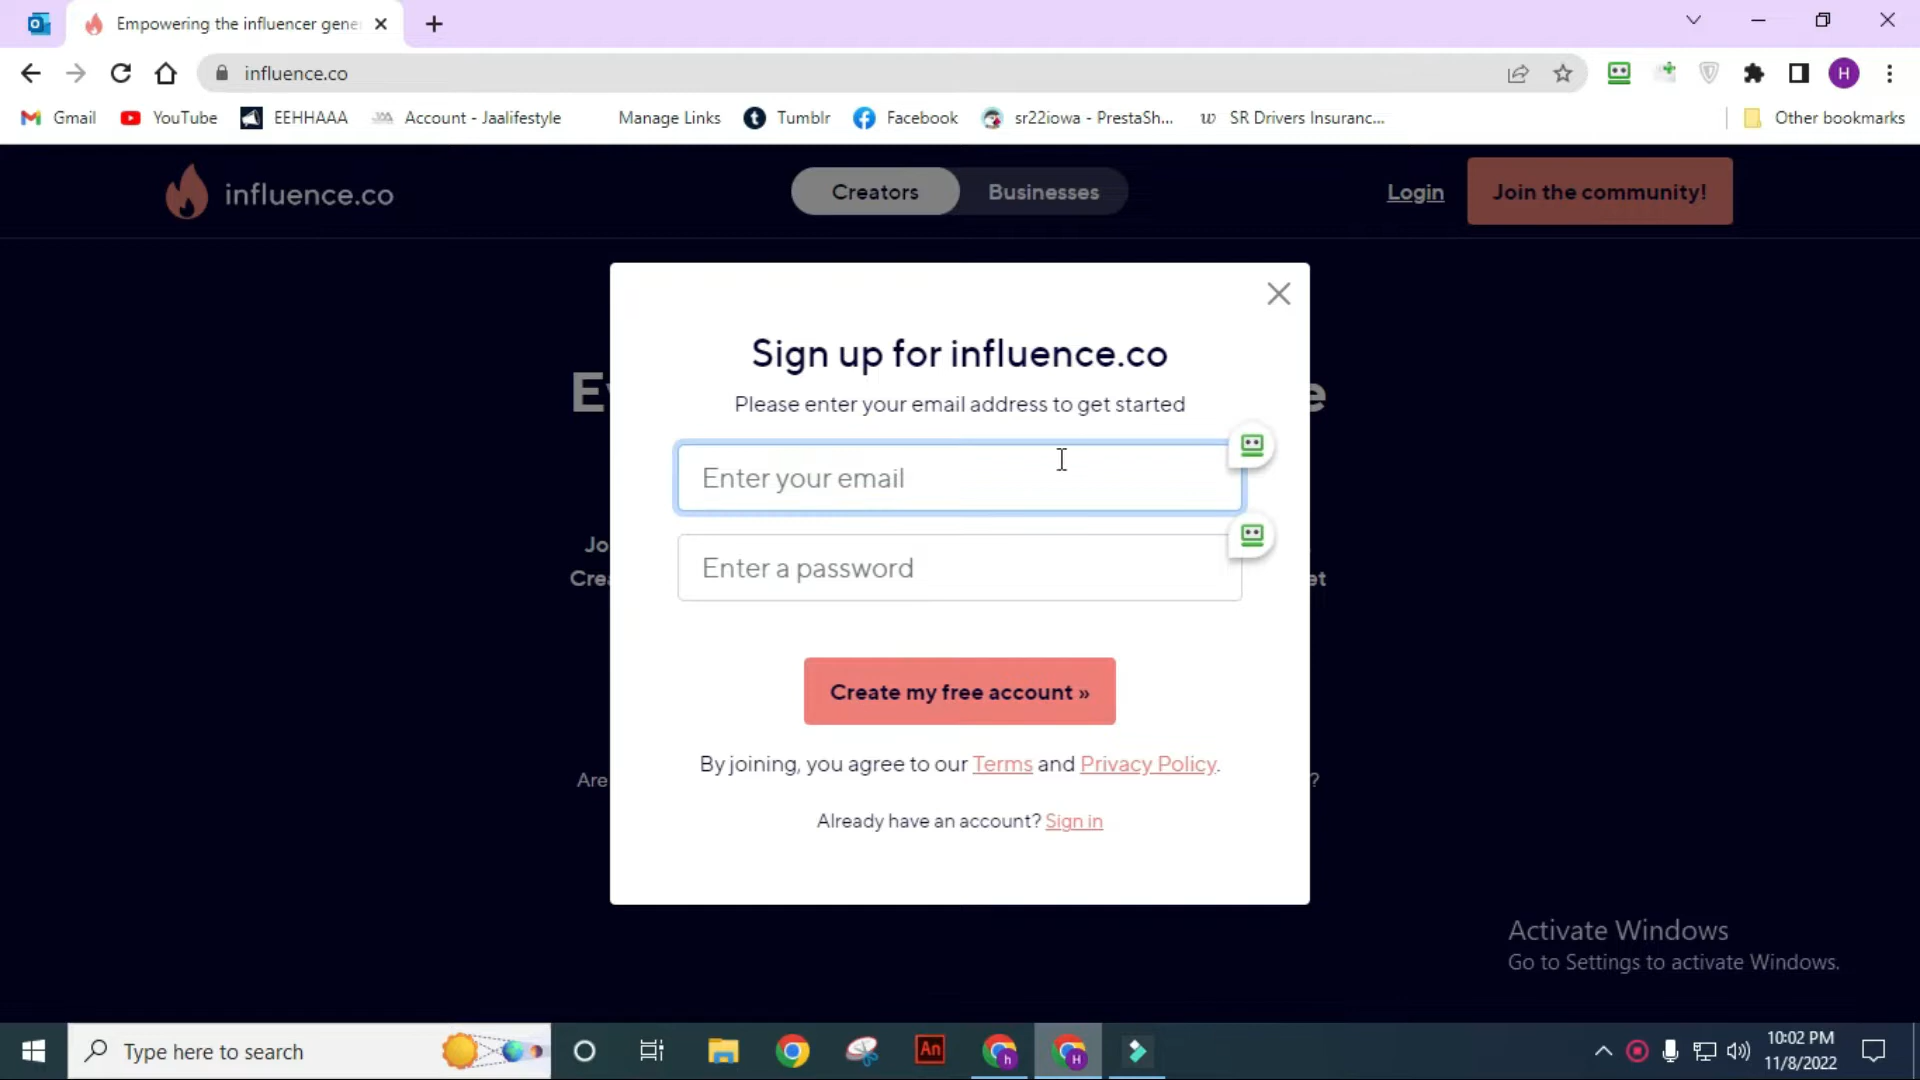 Empowering the influencer gene
influence.co
Gmail YouTube EEHHAAA Account - Jaalifestyle Manage Links Tumblr Facebook sr22iowa - PrestaSh... SR Drivers Insuranc... Other bookmarks
influence.co Creators Businesses Login Join the community!
Sign up for influence.co
Please enter your email address to get started
Enter your email
Enter a password
Create my free account »
By joining, you agree to our Terms and Privacy Policy.
Are ?
Already have an account? Sign in
Activate Windows
Go to Settings to activate Windows.
Type here to search
An
10:02 PM
11/8/2022